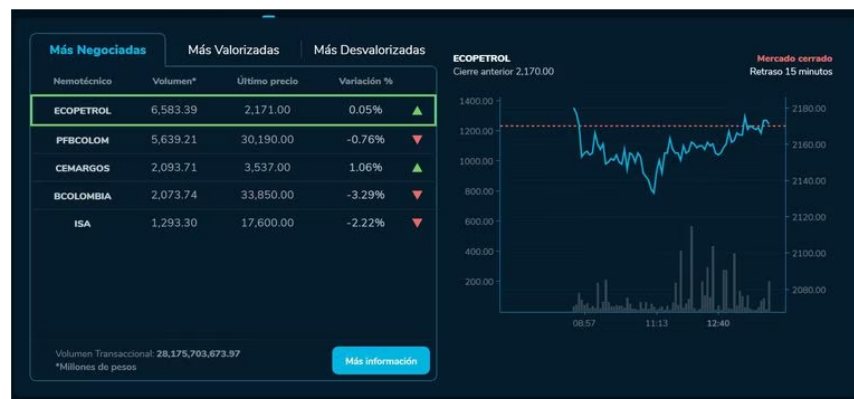 Más Negociadas Más Valorizadas Más Desvalorizadas
Nemotécnico Volumen* Último precio Variación %
ECOPETROL 6,583.39 2,171.00 0.05%
PFBCOLOM 5,639.21 30,190.00 -0.76%
CEMARGOS 2,093.71 3,537.00 1.06%
BCOLOMBIA 2,073.74 33,850.00 -3.29%
ISA 1,293.30 17,600.00 -2.22%
Volumen Transaccional: 28,175,703,673.97
*Millones de pesos
Más información
ECOPETROL Mercado cerrado
Cierre anterior 2,170.00 Retraso 15 minutos
1400.00 2180.00
1200.00 2160.00
1000.00 2140.00
800.00
600.00 2120.00
400.00 2100.00
200.00 2080.00
08:57 11:13 12:40